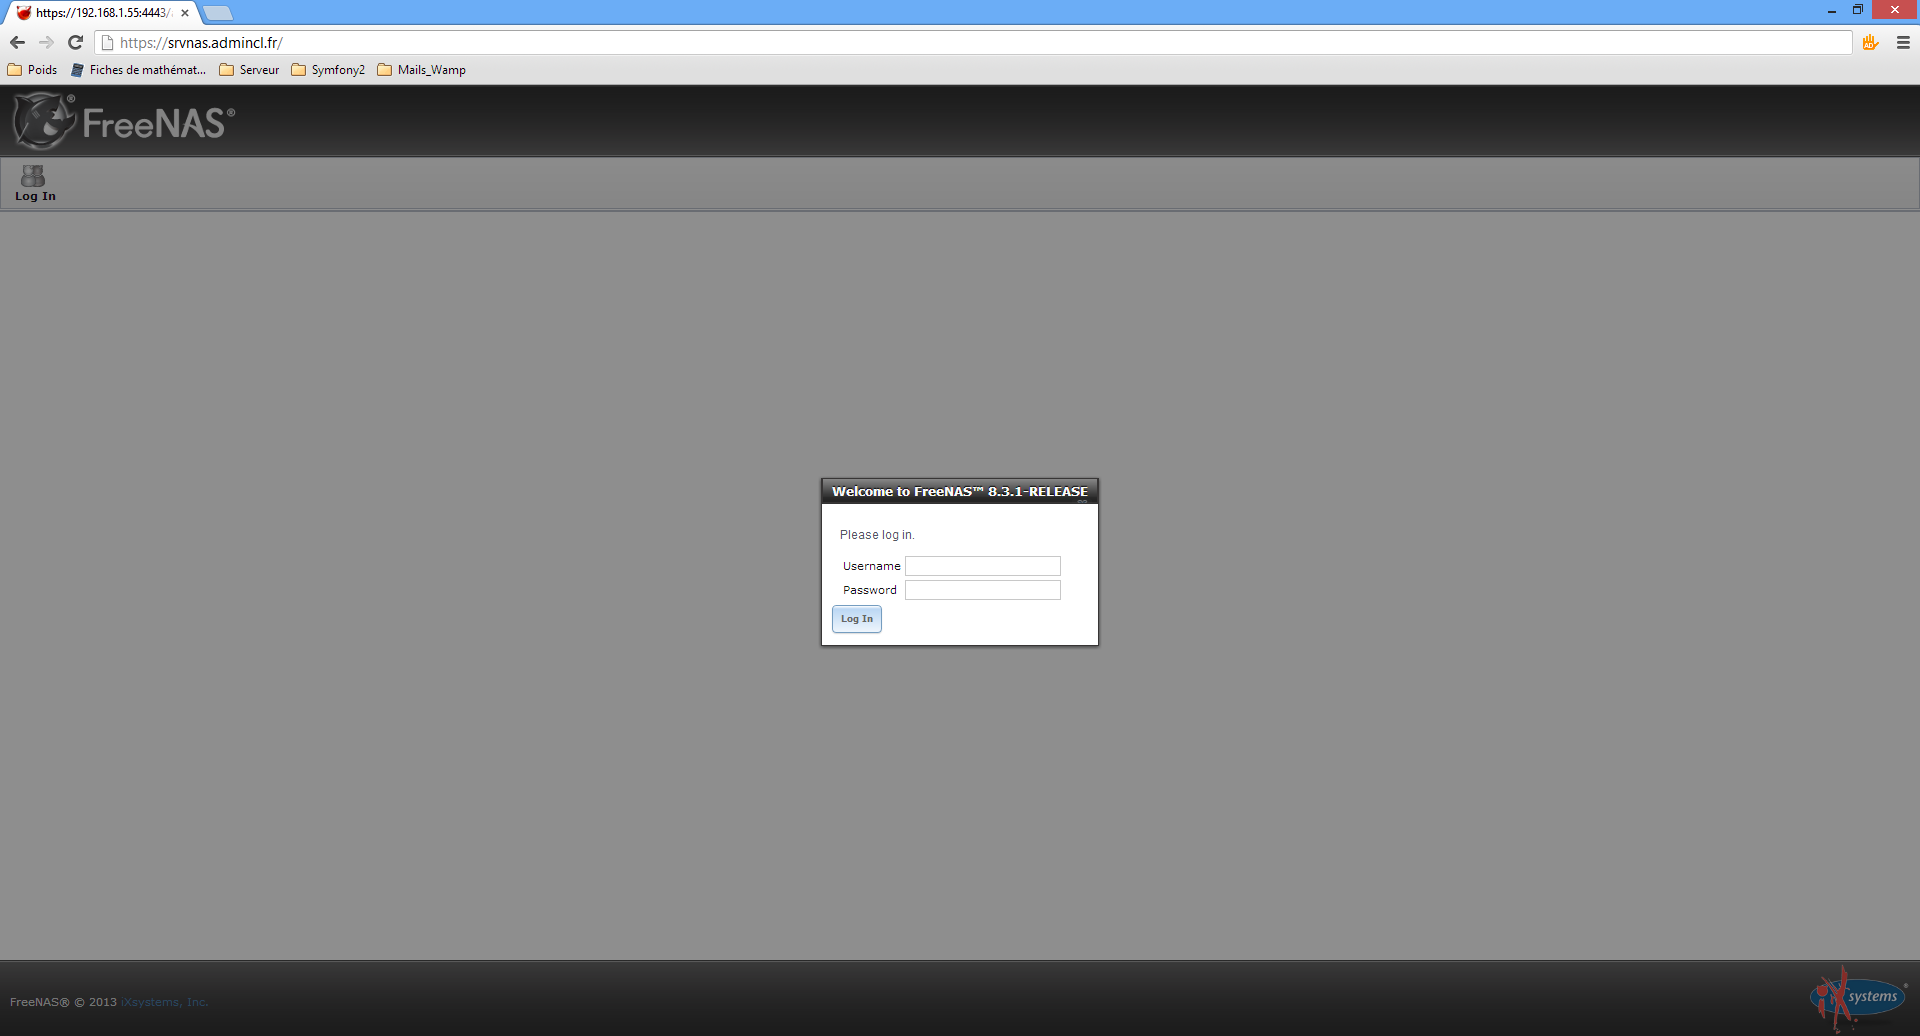 https://192.168.1.55:4443/
https://srvnas.admincl.fr/
Poids Fiches de mathémat... Serveur Symfony2 Mails_Wamp
FreeNAS®
Log In
Welcome to FreeNAS™ 8.3.1-RELEASE
Please log in.
Username
Password
Log In
FreeNAS® © 2013 iXsystems, Inc.
iXsystems®